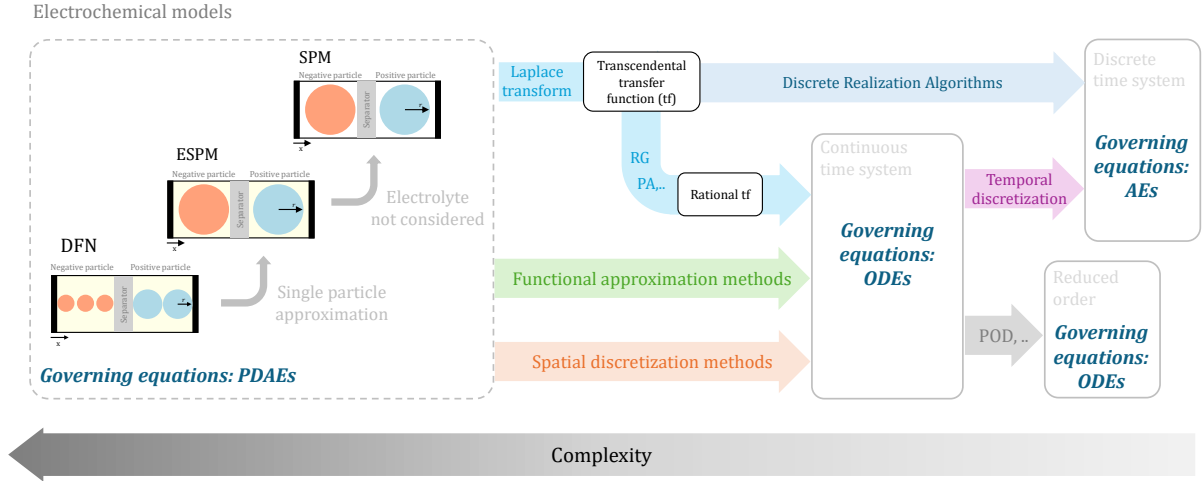 Electrochemical models
SPM
Negative particle Positive particle
Separator
r
x
ESPM
Negative particle Positive particle
Separator
r
x
Electrolyte
not considered
DFN
Negative particle Positive particle
Separator
r
x
Single particle
approximation
Governing equations: PDAEs
Laplace
transform
Transcendental
transfer
function (tf)
Discrete Realization Algorithms
RG
PA,..
Rational tf
Functional approximation methods
Spatial discretization methods
Continuous
time system
Governing
equations:
ODEs
Temporal
discretization
Discrete
time system
Governing
equations:
AEs
POD, ..
Reduced
order
Governing
equations:
ODEs
Complexity